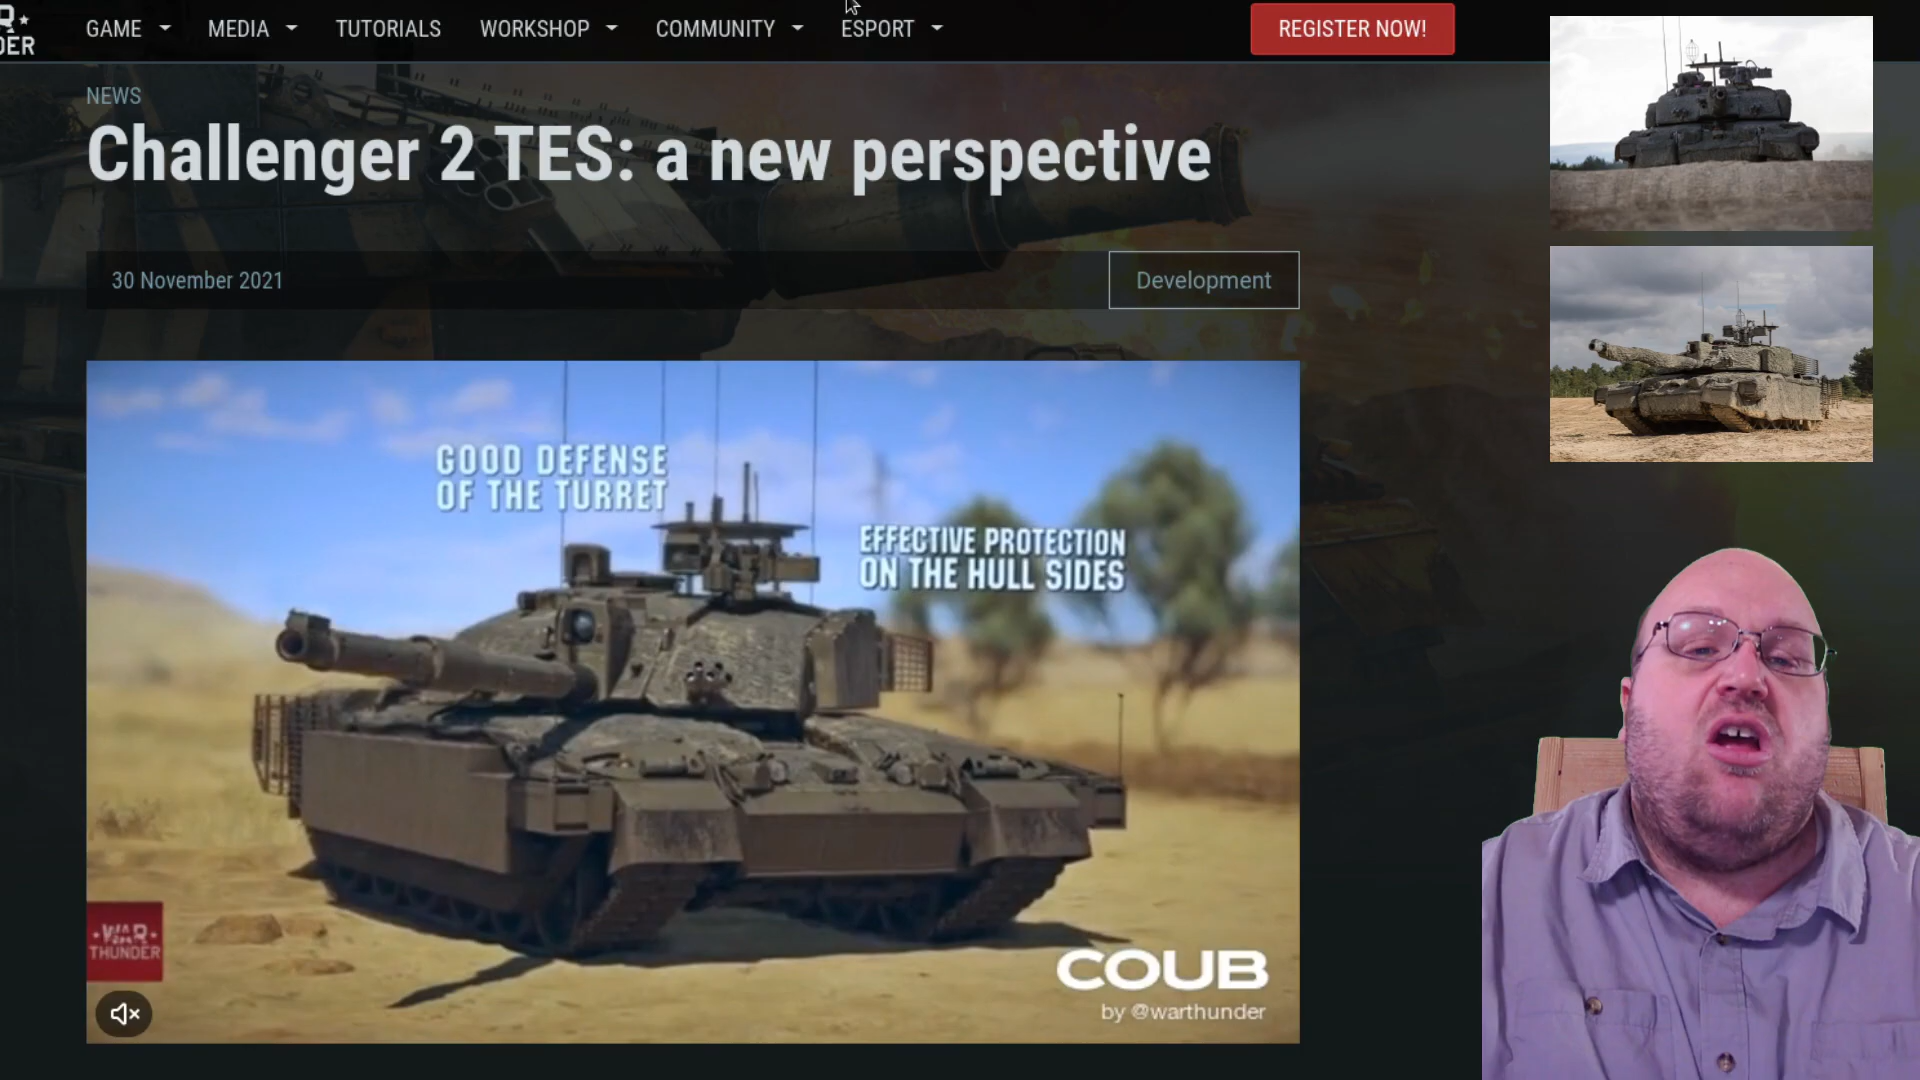 GAME
MEDIA
TUTORIALS
WORKSHOP
COMMUNITY
ESPORT
REGISTER NOW!
NEWS
Challenger 2 TES: a new perspective
30 November 2021
Development
GOOD DEFENSE
OF THE TURRET
EFFECTIVE PROTECTION
ON THE HULL SIDES
WAR
THUNDER
COUB
by @warthunder